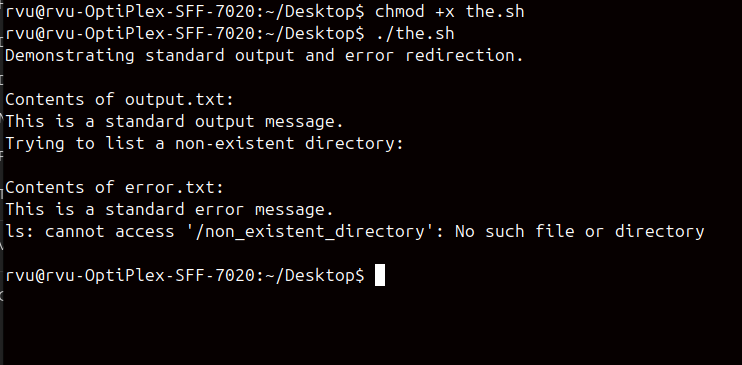 rvu@rvu-OptiPlex-SFF-7020:~/Desktop$ chmod +x the.sh
rvu@rvu-OptiPlex-SFF-7020:~/Desktop$ ./the.sh
Demonstrating standard output and error redirection.
Contents of output.txt:
This is a standard output message.
Trying to list a non-existent directory:
Contents of error.txt:
This is a standard error message.
ls: cannot access '/non_existent_directory': No such file or directory
rvu@rvu-OptiPlex-SFF-7020:~/Desktop$